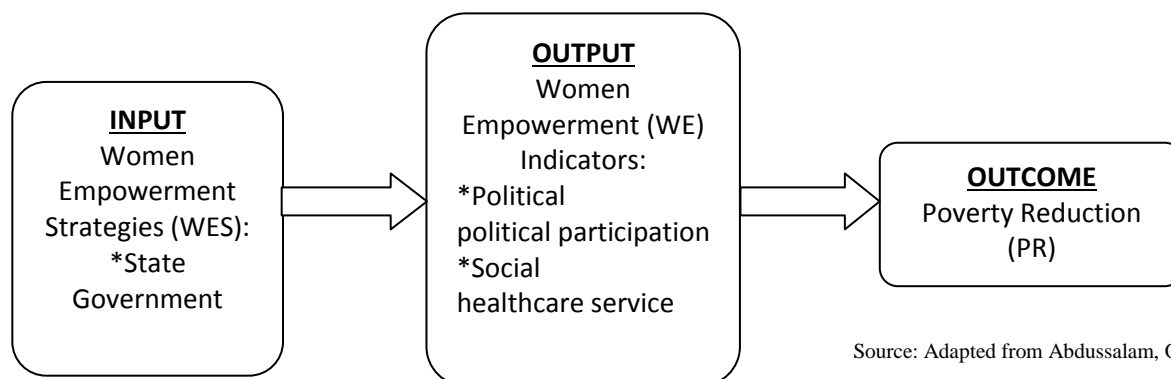 INPUT
Women
Empowerment
Strategies (WES):
*State
Government
OUTPUT
Women
Empowerment (WE)
Indicators:
*Political
political participation
*Social
healthcare service
OUTCOME
Poverty Reduction
(PR)
Source: Adapted from Abdussalam,